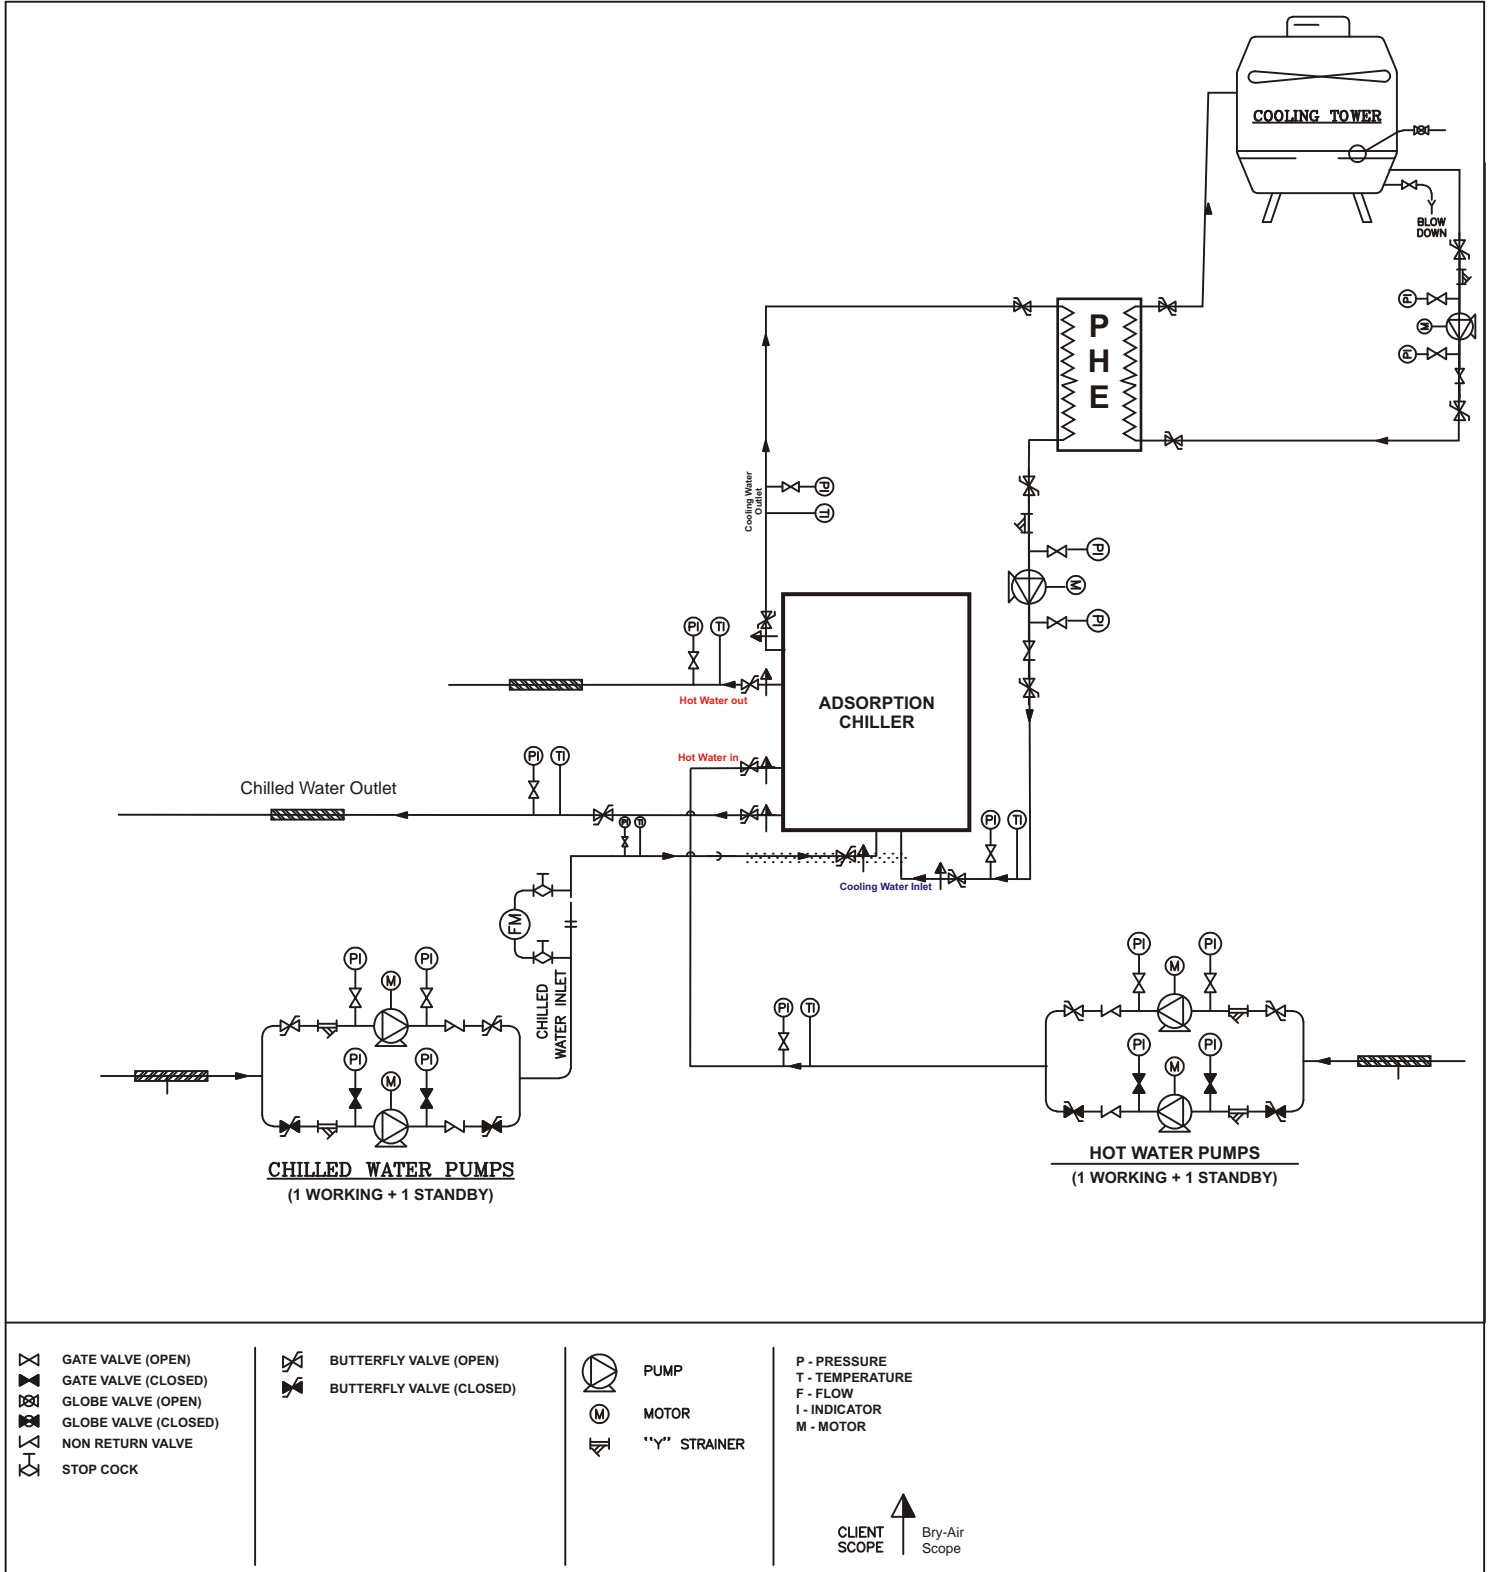 COOLING TOWER
BLOW
DOWN
PI
M
PI
P
H
E
Cooling Water
Outlet
PI
TI
PI
M
PI
PI TI
Hot Water out
ADSORPTION
CHILLER
Hot Water in
PI TI
Chilled Water Outlet
PI TI
PI TI
Cooling Water Inlet
FM
CHILLED
WATER INLET
PI M PI
PI M PI
CHILLED WATER PUMPS
(1 WORKING + 1 STANDBY)
PI TI
PI M PI
PI M PI
HOT WATER PUMPS
(1 WORKING + 1 STANDBY)
GATE VALVE (OPEN)
GATE VALVE (CLOSED)
GLOBE VALVE (OPEN)
GLOBE VALVE (CLOSED)
NON RETURN VALVE
STOP COCK
BUTTERFLY VALVE (OPEN)
BUTTERFLY VALVE (CLOSED)
PUMP
M MOTOR
"Y" STRAINER
P - PRESSURE
T - TEMPERATURE
F - FLOW
I - INDICATOR
M - MOTOR
CLIENT
SCOPE
Bry-Air
Scope